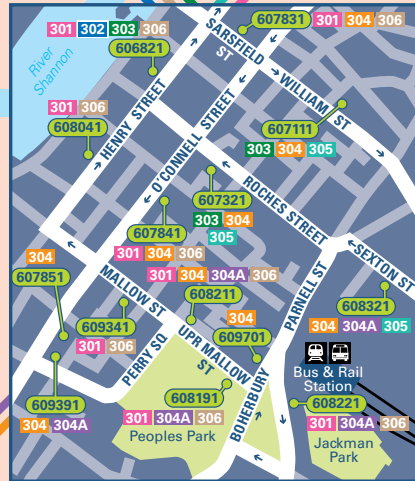 301 302 303 306
606821
607831 301 304 306
SARSFIELD
ST
WILLIAM ST
River
Shannon
301 306
608041
HENRY STREET
O'CONNELL STREET
607111
303 304 305
607321
303 304
305
ROCHES STREET
607841
301 304 306
SEXTON ST
304
607851
MALLOW ST
301 304 304A 306
608211
PARNELL ST
608321
304 304A 305
609341
301 306
304
609701
PERRY SQ
UPR MALLOW
ST
Bus & Rail
Station
609391
304 304A
608191
301 304A 306
Peoples Park
BOHERBURY
608221
301 304A 306
Jackman
Park